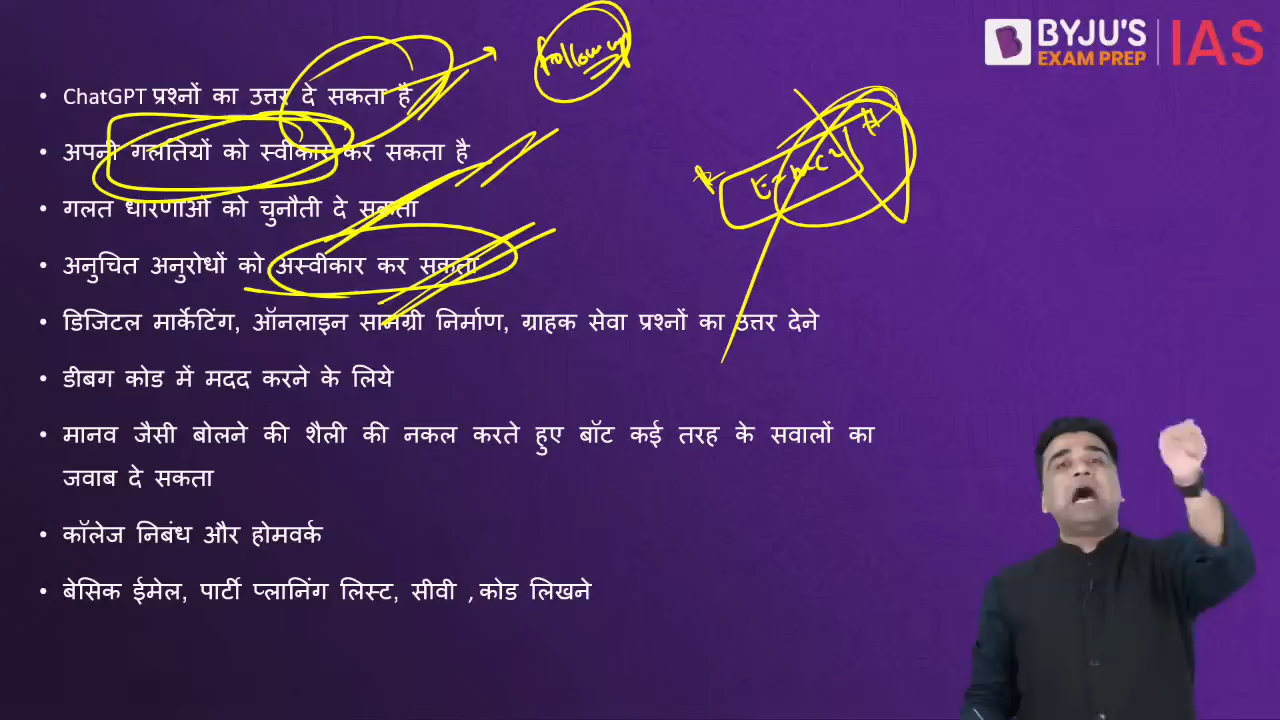 BYJU'S
EXAM PREP
IAS
Follow up
• ChatGPT प्रश्नों का उत्तर दे सकता है
• अपनी गलतियों को स्वीकार कर सकता है
E=mc²
• गलत धारणाओं को चुनौती दे सकता
• अनुचित अनुरोधों को अस्वीकार कर सकता
• डिजिटल मार्केटिंग, ऑनलाइन सामग्री निर्माण, ग्राहक सेवा प्रश्नों का उत्तर देने
• डीबग कोड में मदद करने के लिये
• मानव जैसी बोलने की शैली की नकल करते हुए बॉट कई तरह के सवालों का
जवाब दे सकता
• कॉलेज निबंध और होमवर्क
• बेसिक ईमेल, पार्टी प्लानिंग लिस्ट, सीवी ,कोड लिखने